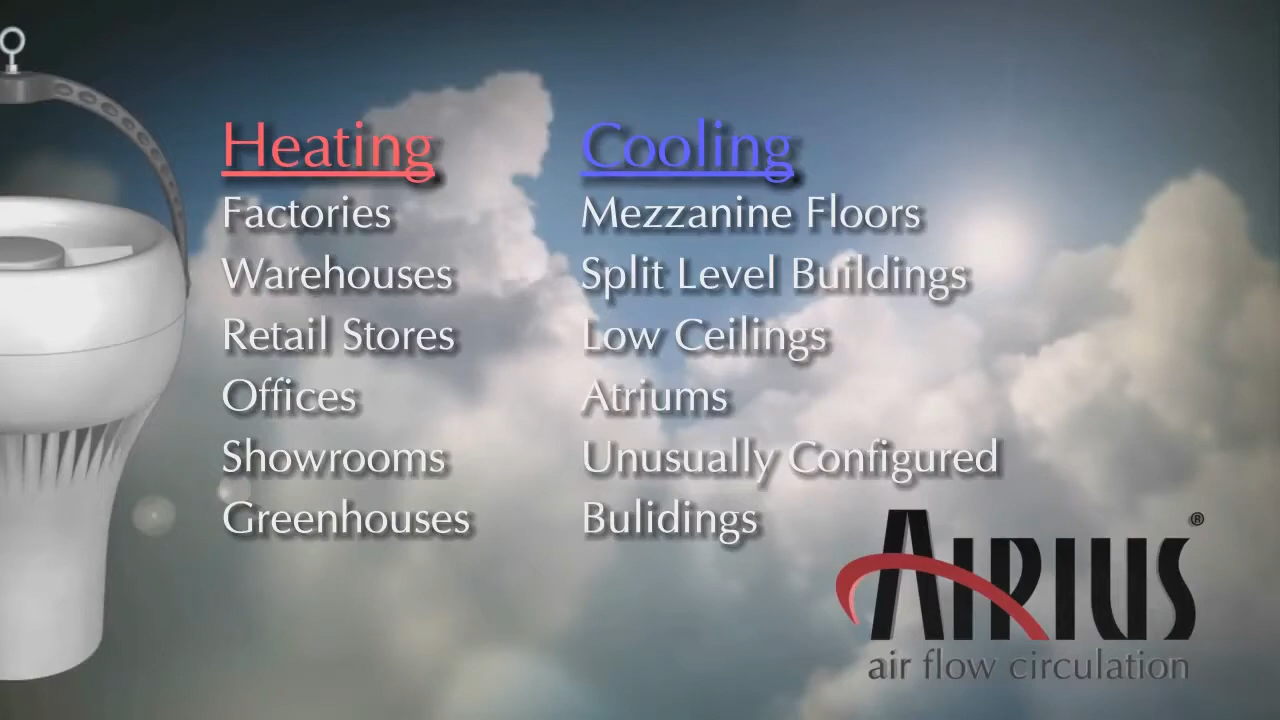 Heating
Factories
Warehouses
Retail Stores
Offices
Showrooms
Greenhouses
Cooling
Mezzanine Floors
Split Level Buildings
Low Ceilings
Atriums
Unusually Configured
Bulidings
AIRIUS®
air flow circulation